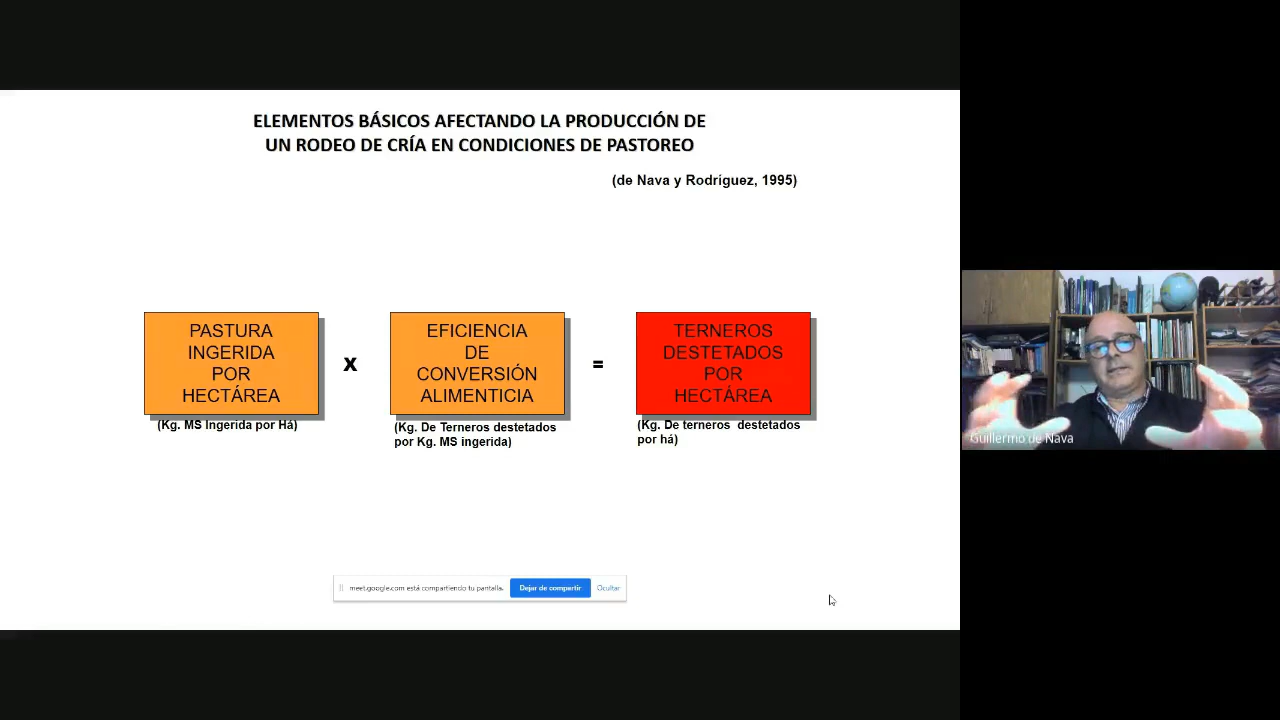 ELEMENTOS BÁSICOS AFECTANDO LA PRODUCCIÓN DE
UN RODEO DE CRÍA EN CONDICIONES DE PASTOREO
(de Nava y Rodríguez, 1995)
PASTURA
INGERIDA
POR
HECTÁREA
(Kg. MS Ingerida por Há)
X
EFICIENCIA
DE
CONVERSIÓN
ALIMENTICIA
(Kg. De Terneros destetados
por Kg. MS ingerida)
=
TERNEROS
DESTETADOS
POR
HECTÁREA
(Kg. De terneros destetados
por há)
meet.google.com está compartiendo tu pantalla.
Dejar de compartir
Ocultar
Guillermo de Nava